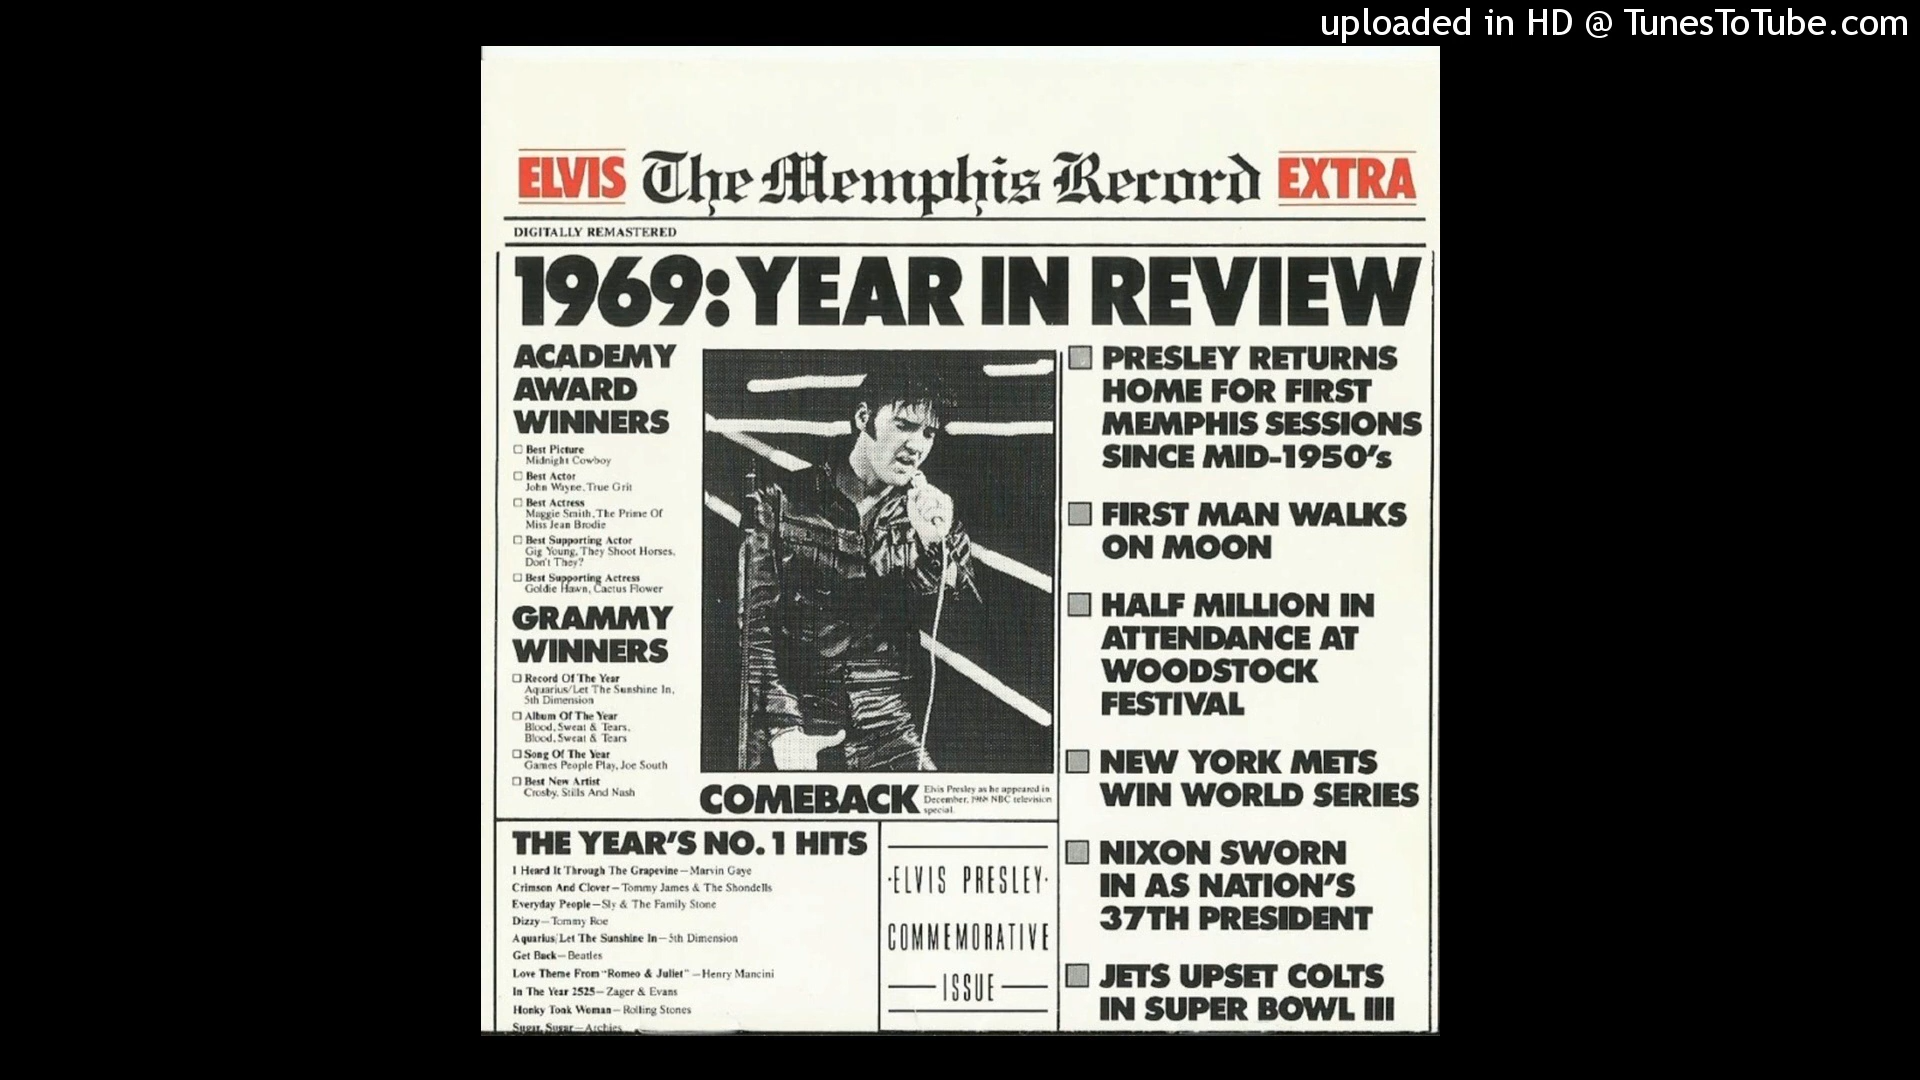 uploaded in HD @ TunesToTube.com
ELVIS The Memphis Record EXTRA
DIGITALLY REMASTERED
1969: YEAR IN REVIEW
ACADEMY
AWARD
WINNERS
☐ Best Picture
Midnight Cowboy
☐ Best Actor
John Wayne, True Grit
☐ Best Actress
Maggie Smith, The Prime Of
Miss Jean Brodie
☐ Best Supporting Actor
Gig Young, They Shoot Horses,
Don't They?
☐ Best Supporting Actress
Goldie Hawn, Cactus Flower
GRAMMY
WINNERS
☐ Record Of The Year
Aquarius/Let The Sunshine In,
5th Dimension
☐ Album Of The Year
Blood, Sweat & Tears,
Blood, Sweat & Tears
☐ Song Of The Year
Games People Play, Joe South
☐ Best New Artist
Crosby, Stills And Nash
COMEBACK
Elvis Presley as he appeared in
December, 1968 NBC television
special.
PRESLEY RETURNS
HOME FOR FIRST
MEMPHIS SESSIONS
SINCE MID-1950's
FIRST MAN WALKS
ON MOON
HALF MILLION IN
ATTENDANCE AT
WOODSTOCK
FESTIVAL
NEW YORK METS
WIN WORLD SERIES
NIXON SWORN
IN AS NATION'S
37TH PRESIDENT
JETS UPSET COLTS
IN SUPER BOWL III
THE YEAR'S NO. 1 HITS
I Heard It Through The Grapevine—Marvin Gaye
Crimson And Clover—Tommy James & The Shondells
Everyday People—Sly & The Family Stone
Dizzy—Tommy Roe
Aquarius/Let The Sunshine In—5th Dimension
Get Back—Beatles
Love Theme From "Romeo & Juliet"—Henry Mancini
In The Year 2525—Zager & Evans
Honky Tonk Woman—Rolling Stones
Sugar, Sugar—Archies
·ELVIS PRESLEY·
COMMEMORATIVE
ISSUE